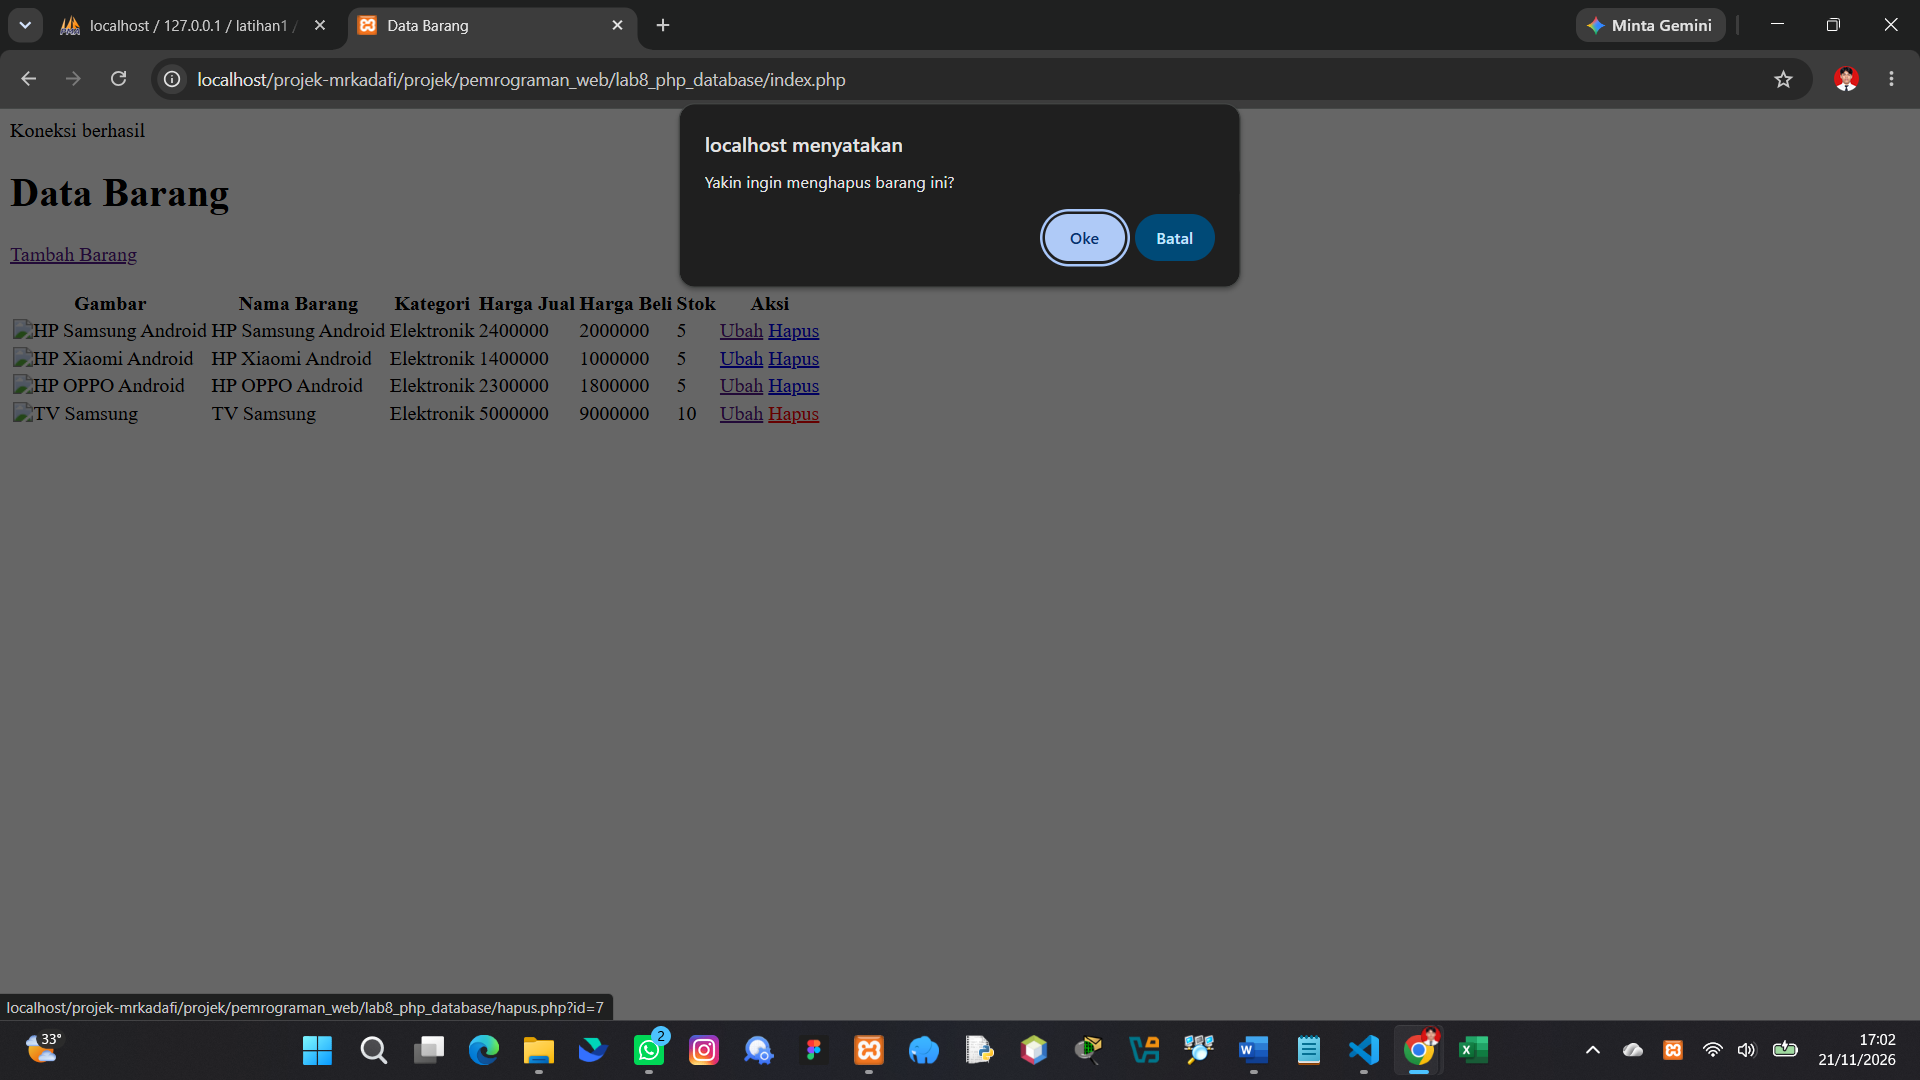 localhost / 127.0.0.1 / latihan1 /
Data Barang
Minta Gemini
localhost/projek-mrkadafi/projek/pemrograman_web/lab8_php_database/index.php
Koneksi berhasil
localhost menyatakan
Yakin ingin menghapus barang ini?
Oke Batal
Data Barang
Tambah Barang
Gambar Nama Barang Kategori Harga Jual Harga Beli Stok Aksi
HP Samsung Android HP Samsung Android Elektronik 2400000 2000000 5 Ubah Hapus
HP Xiaomi Android HP Xiaomi Android Elektronik 1400000 1000000 5 Ubah Hapus
HP OPPO Android HP OPPO Android Elektronik 2300000 1800000 5 Ubah Hapus
TV Samsung TV Samsung Elektronik 5000000 9000000 10 Ubah Hapus
localhost/projek-mrkadafi/projek/pemrograman_web/lab8_php_database/hapus.php?id=7
33°
2
17:02
21/11/2026